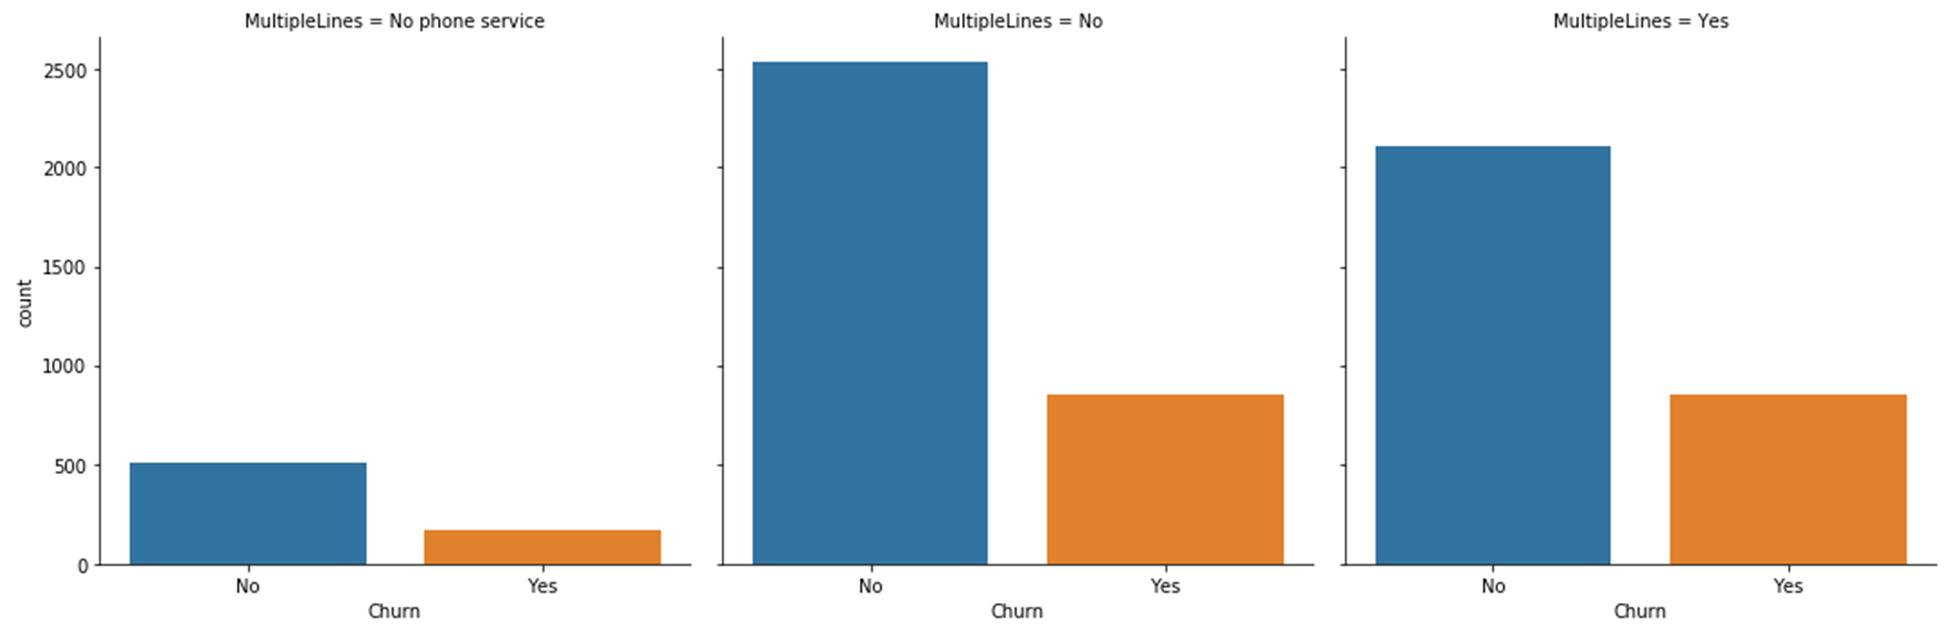 MultipleLines = No phone service
MultipleLines = No
MultipleLines = Yes
count
2500
2000
1500
1000
500
0
No
Yes
Churn
No
Yes
Churn
No
Yes
Churn